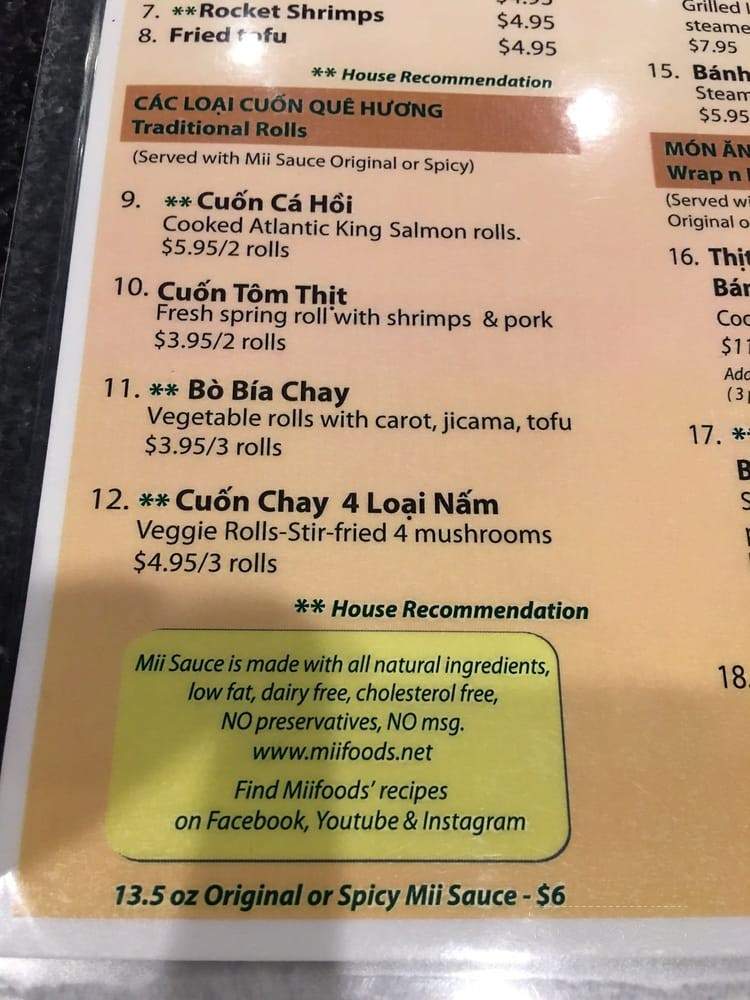 7. **Rocket Shrimps $4.95
8. Fried tofu $4.95
** House Recommendation
CÁC LOẠI CUỐN QUÊ HƯƠNG
Traditional Rolls
(Served with Mii Sauce Original or Spicy)
9. ** Cuốn Cá Hồi
Cooked Atlantic King Salmon rolls.
$5.95/2 rolls
10. Cuốn Tôm Thịt
Fresh spring roll with shrimps & pork
$3.95/2 rolls
11. ** Bò Bía Chay
Vegetable rolls with carot, jicama, tofu
$3.95/3 rolls
12. ** Cuốn Chay 4 Loại Nấm
Veggie Rolls-Stir-fried 4 mushrooms
$4.95/3 rolls
** House Recommendation
Mii Sauce is made with all natural ingredients,
low fat, dairy free, cholesterol free,
NO preservatives, NO msg.
www.miifoods.net
Find Miifoods' recipes
on Facebook, Youtube & Instagram
13.5 oz Original or Spicy Mii Sauce - $6
Grilled
$7.95
15. Bánh
$5.95
MÓN ĂN
Wrap n
(Served
Original
16. Thịt
17. **
18.